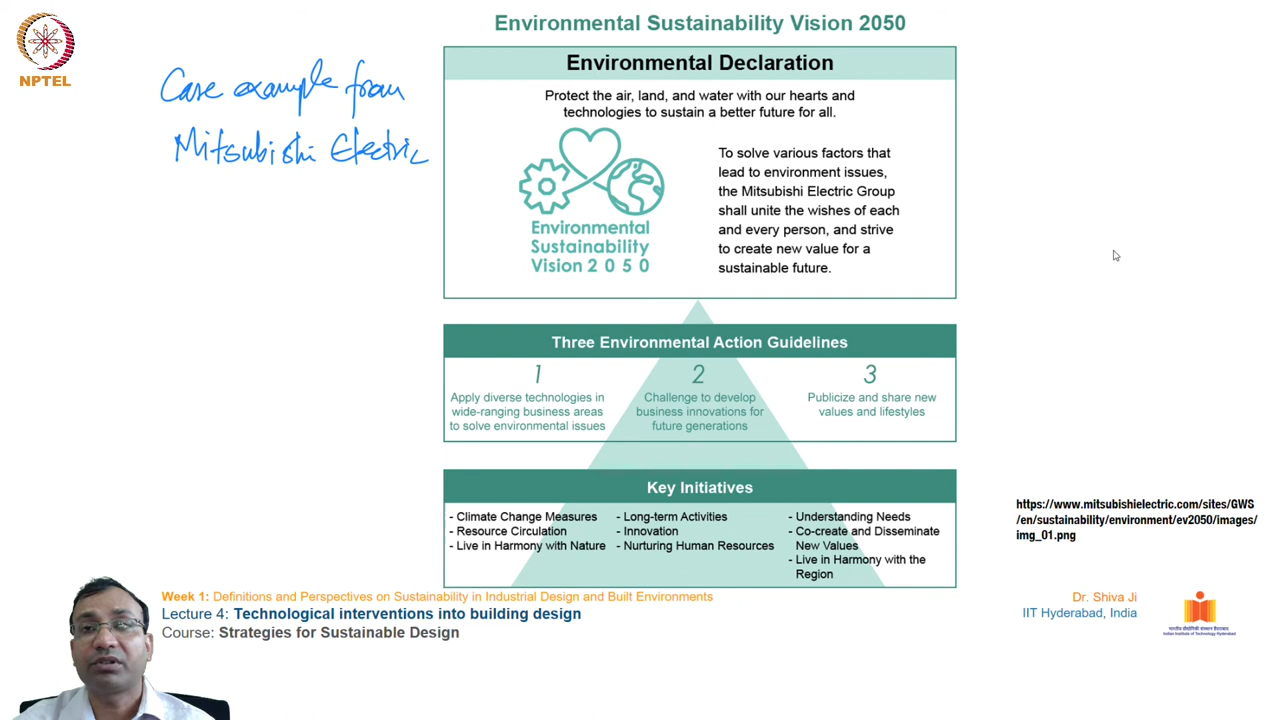 Environmental Sustainability Vision 2050
NPTEL
Case example from
Mitsubishi Electric
Environmental Declaration
Protect the air, land, and water with our hearts and
technologies to sustain a better future for all.
Environmental
Sustainability
Vision 2050
To solve various factors that
lead to environment issues,
the Mitsubishi Electric Group
shall unite the wishes of each
and every person, and strive
to create new value for a
sustainable future.
Three Environmental Action Guidelines
1
Apply diverse technologies in
wide-ranging business areas
to solve environmental issues
2
Challenge to develop
business innovations for
future generations
3
Publicize and share new
values and lifestyles
Key Initiatives
- Climate Change Measures
- Resource Circulation
- Live in Harmony with Nature
- Long-term Activities
- Innovation
- Nurturing Human Resources
- Understanding Needs
- Co-create and Disseminate
New Values
- Live in Harmony with the
Region
https://www.mitsubishielectric.com/sites/GWS
/en/sustainability/environment/ev2050/images/
img_01.png
Week 1: Definitions and Perspectives on Sustainability in Industrial Design and Built Environments
Lecture 4: Technological interventions into building design
Course: Strategies for Sustainable Design
Dr. Shiva Ji
IIT Hyderabad, India
भारतीय प्रौद्योगिकी संस्थान हैदराबाद
Indian Institute of Technology Hyderabad